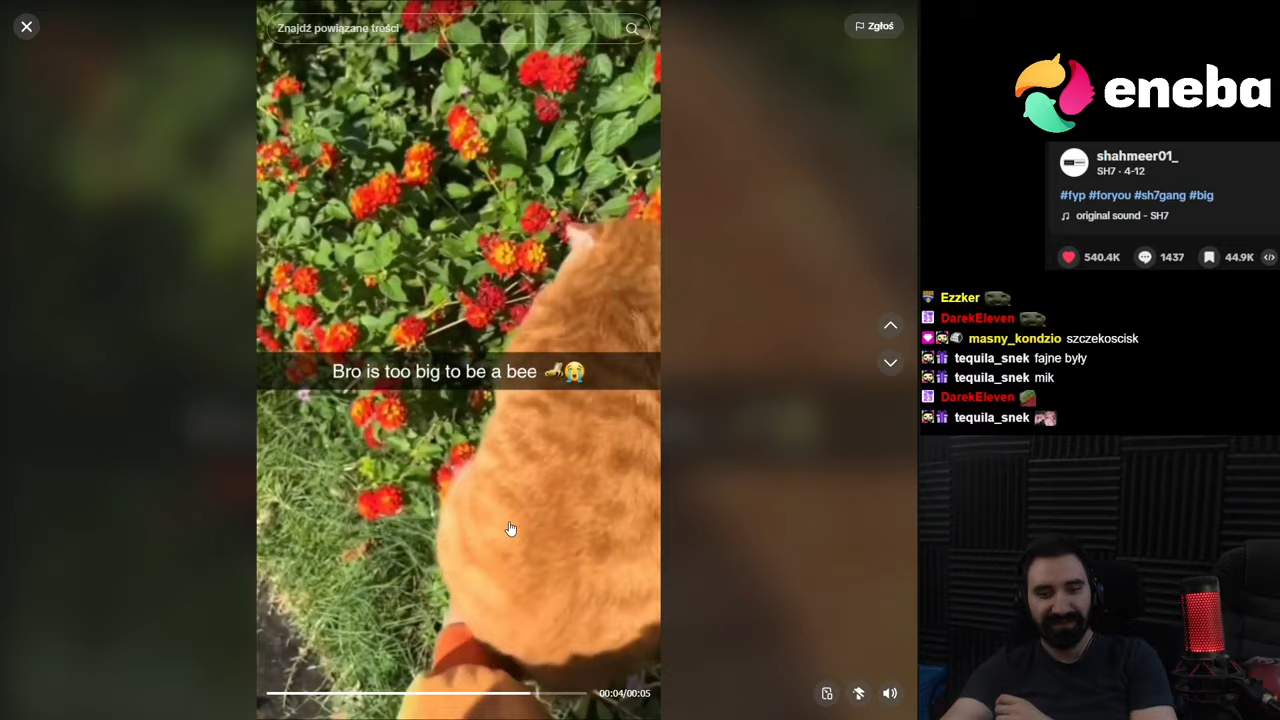 Znajdź powiązane treści
Zgłoś
Bro is too big to be a bee 🐝😭
00:04/00:05
eneba
shahmeer01_
SH7 · 4-12
#fyp #foryou #sh7gang #big
♫ original sound - SH7
540.4K
1437
44.9K
Ezzker
DarekEleven
masny_kondzio szczekoscisk
tequila_snek fajne były
tequila_snek mik
DarekEleven
tequila_snek